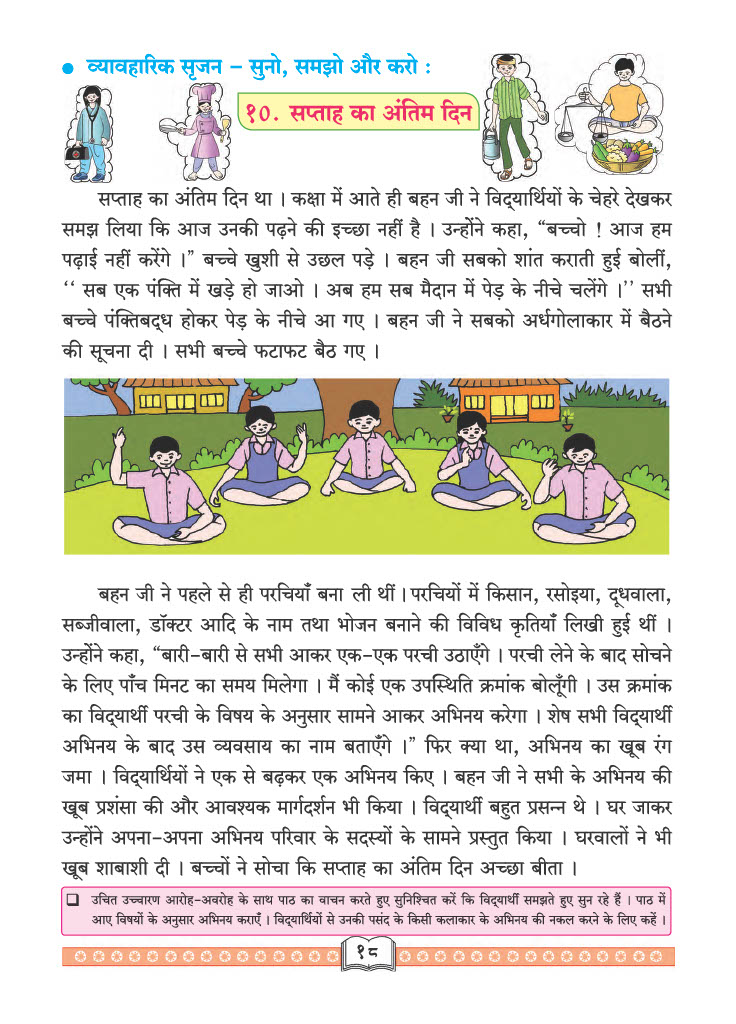 ● व्यावहारिक सृजन – सुनो, समझो और करो :
१०. सप्ताह का अंतिम दिन
सप्ताह का अंतिम दिन था । कक्षा में आते ही बहन जी ने विद्‌यार्थियों के चेहरे देखकर
समझ लिया कि आज उनकी पढ़ने की इच्छा नहीं है । उन्होंने कहा, “बच्चो ! आज हम
पढ़ाई नहीं करेंगे ।” बच्चे खुशी से उछल पड़े । बहन जी सबको शांत कराती हुई बोलीं,
‘‘ सब एक पंक्ति में खड़े हो जाओ । अब हम सब मैदान में पेड़ के नीचे चलेंगे ।’’ सभी
बच्चे पंक्तिबद्‌ध होकर पेड़ के नीचे आ गए । बहन जी ने सबको अर्धगोलाकार में बैठने
की सूचना दी । सभी बच्चे फटाफट बैठ गए ।
बहन जी ने पहले से ही परचियाँ बना ली थीं । परचियों में किसान, रसोइया, दूधवाला,
सब्जीवाला, डॉक्टर आदि के नाम तथा भोजन बनाने की विविध कृतियाँ लिखी हुई थीं ।
उन्होंने कहा, “बारी-बारी से सभी आकर एक-एक परची उठाएँगे । परची लेने के बाद सोचने
के लिए पाँच मिनट का समय मिलेगा । मैं कोई एक उपस्थिति क्रमांक बोलूँगी । उस क्रमांक
का विद्‌यार्थी परची के विषय के अनुसार सामने आकर अभिनय करेगा । शेष सभी विद्‌यार्थी
अभिनय के बाद उस व्यवसाय का नाम बताएँगे ।” फिर क्या था, अभिनय का खूब रंग
जमा । विद्‌यार्थियों ने एक से बढ़कर एक अभिनय किए । बहन जी ने सभी के अभिनय की
खूब प्रशंसा की और आवश्यक मार्गदर्शन भी किया । विद्‌यार्थी बहुत प्रसन्न थे । घर जाकर
उन्होंने अपना-अपना अभिनय परिवार के सदस्यों के सामने प्रस्तुत किया । घरवालों ने भी
खूब शाबाशी दी । बच्चों ने सोचा कि सप्ताह का अंतिम दिन अच्छा बीता ।
❑ उचित उच्चारण आरोह-अवरोह के साथ पाठ का वाचन करते हुए सुनिश्चित करें कि विद्‌यार्थी समझते हुए सुन रहे हैं । पाठ में
आए विषयों के अनुसार अभिनय कराएँ । विद्‌यार्थियों से उनकी पसंद के किसी कलाकार के अभिनय की नकल करने के लिए कहें ।
१८